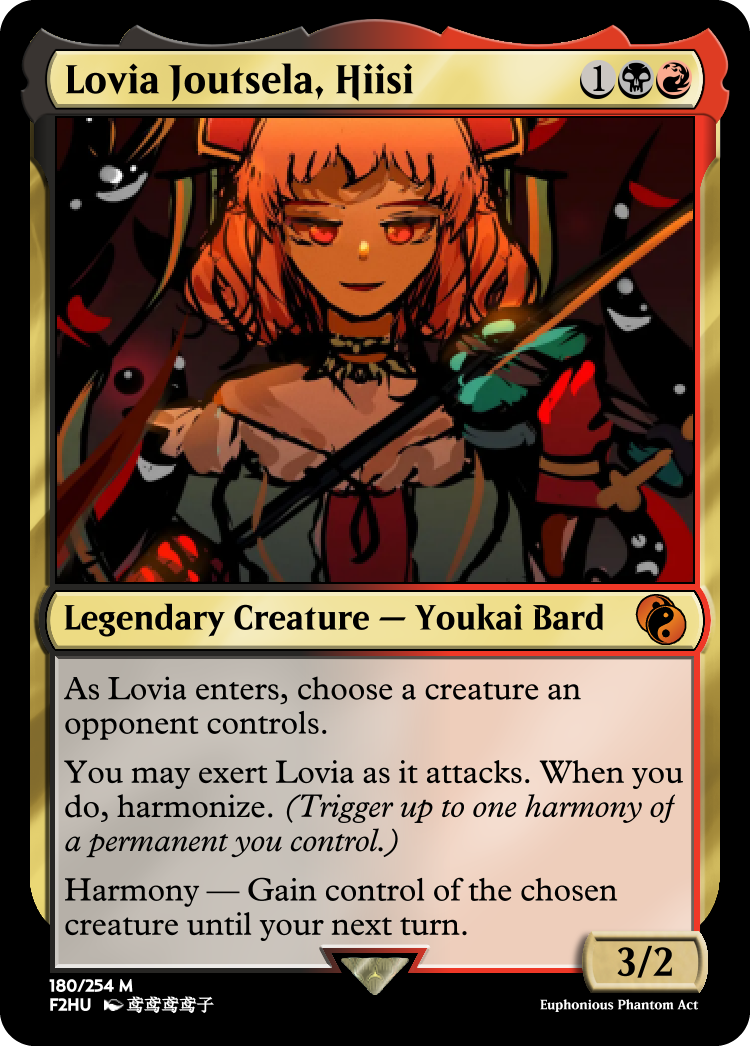 Lovia Joutsela, Hiisi 1
Legendary Creature — Youkai Bard
As Lovia enters, choose a creature an
opponent controls.
You may exert Lovia as it attacks. When you
do, harmonize. (Trigger up to one harmony of
a permanent you control.)
Harmony — Gain control of the chosen
creature until your next turn.
3/2
180/254 M
F2HU 鸢鸢鸢鸢子
Euphonious Phantom Act